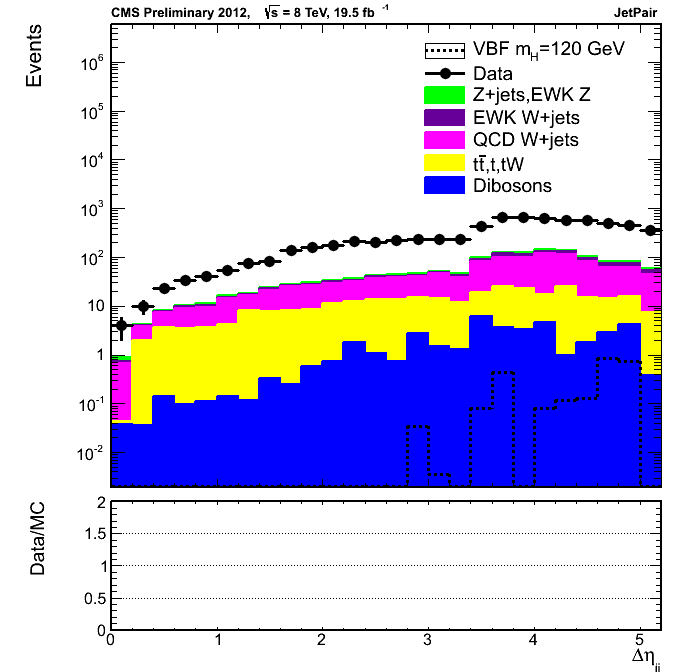 CMS Preliminary 2012, √s = 8 TeV, 19.5 fb⁻¹ JetPair
Events
VBF m_H=120 GeV
Data
Z+jets,EWK Z
EWK W+jets
QCD W+jets
tt̄,t,tW
Dibosons
10⁶
10⁵
10⁴
10³
10²
10
1
10⁻¹
10⁻²
Data/MC
2
1.5
1
0.5
0
0 1 2 3 4 5
Δη_jj